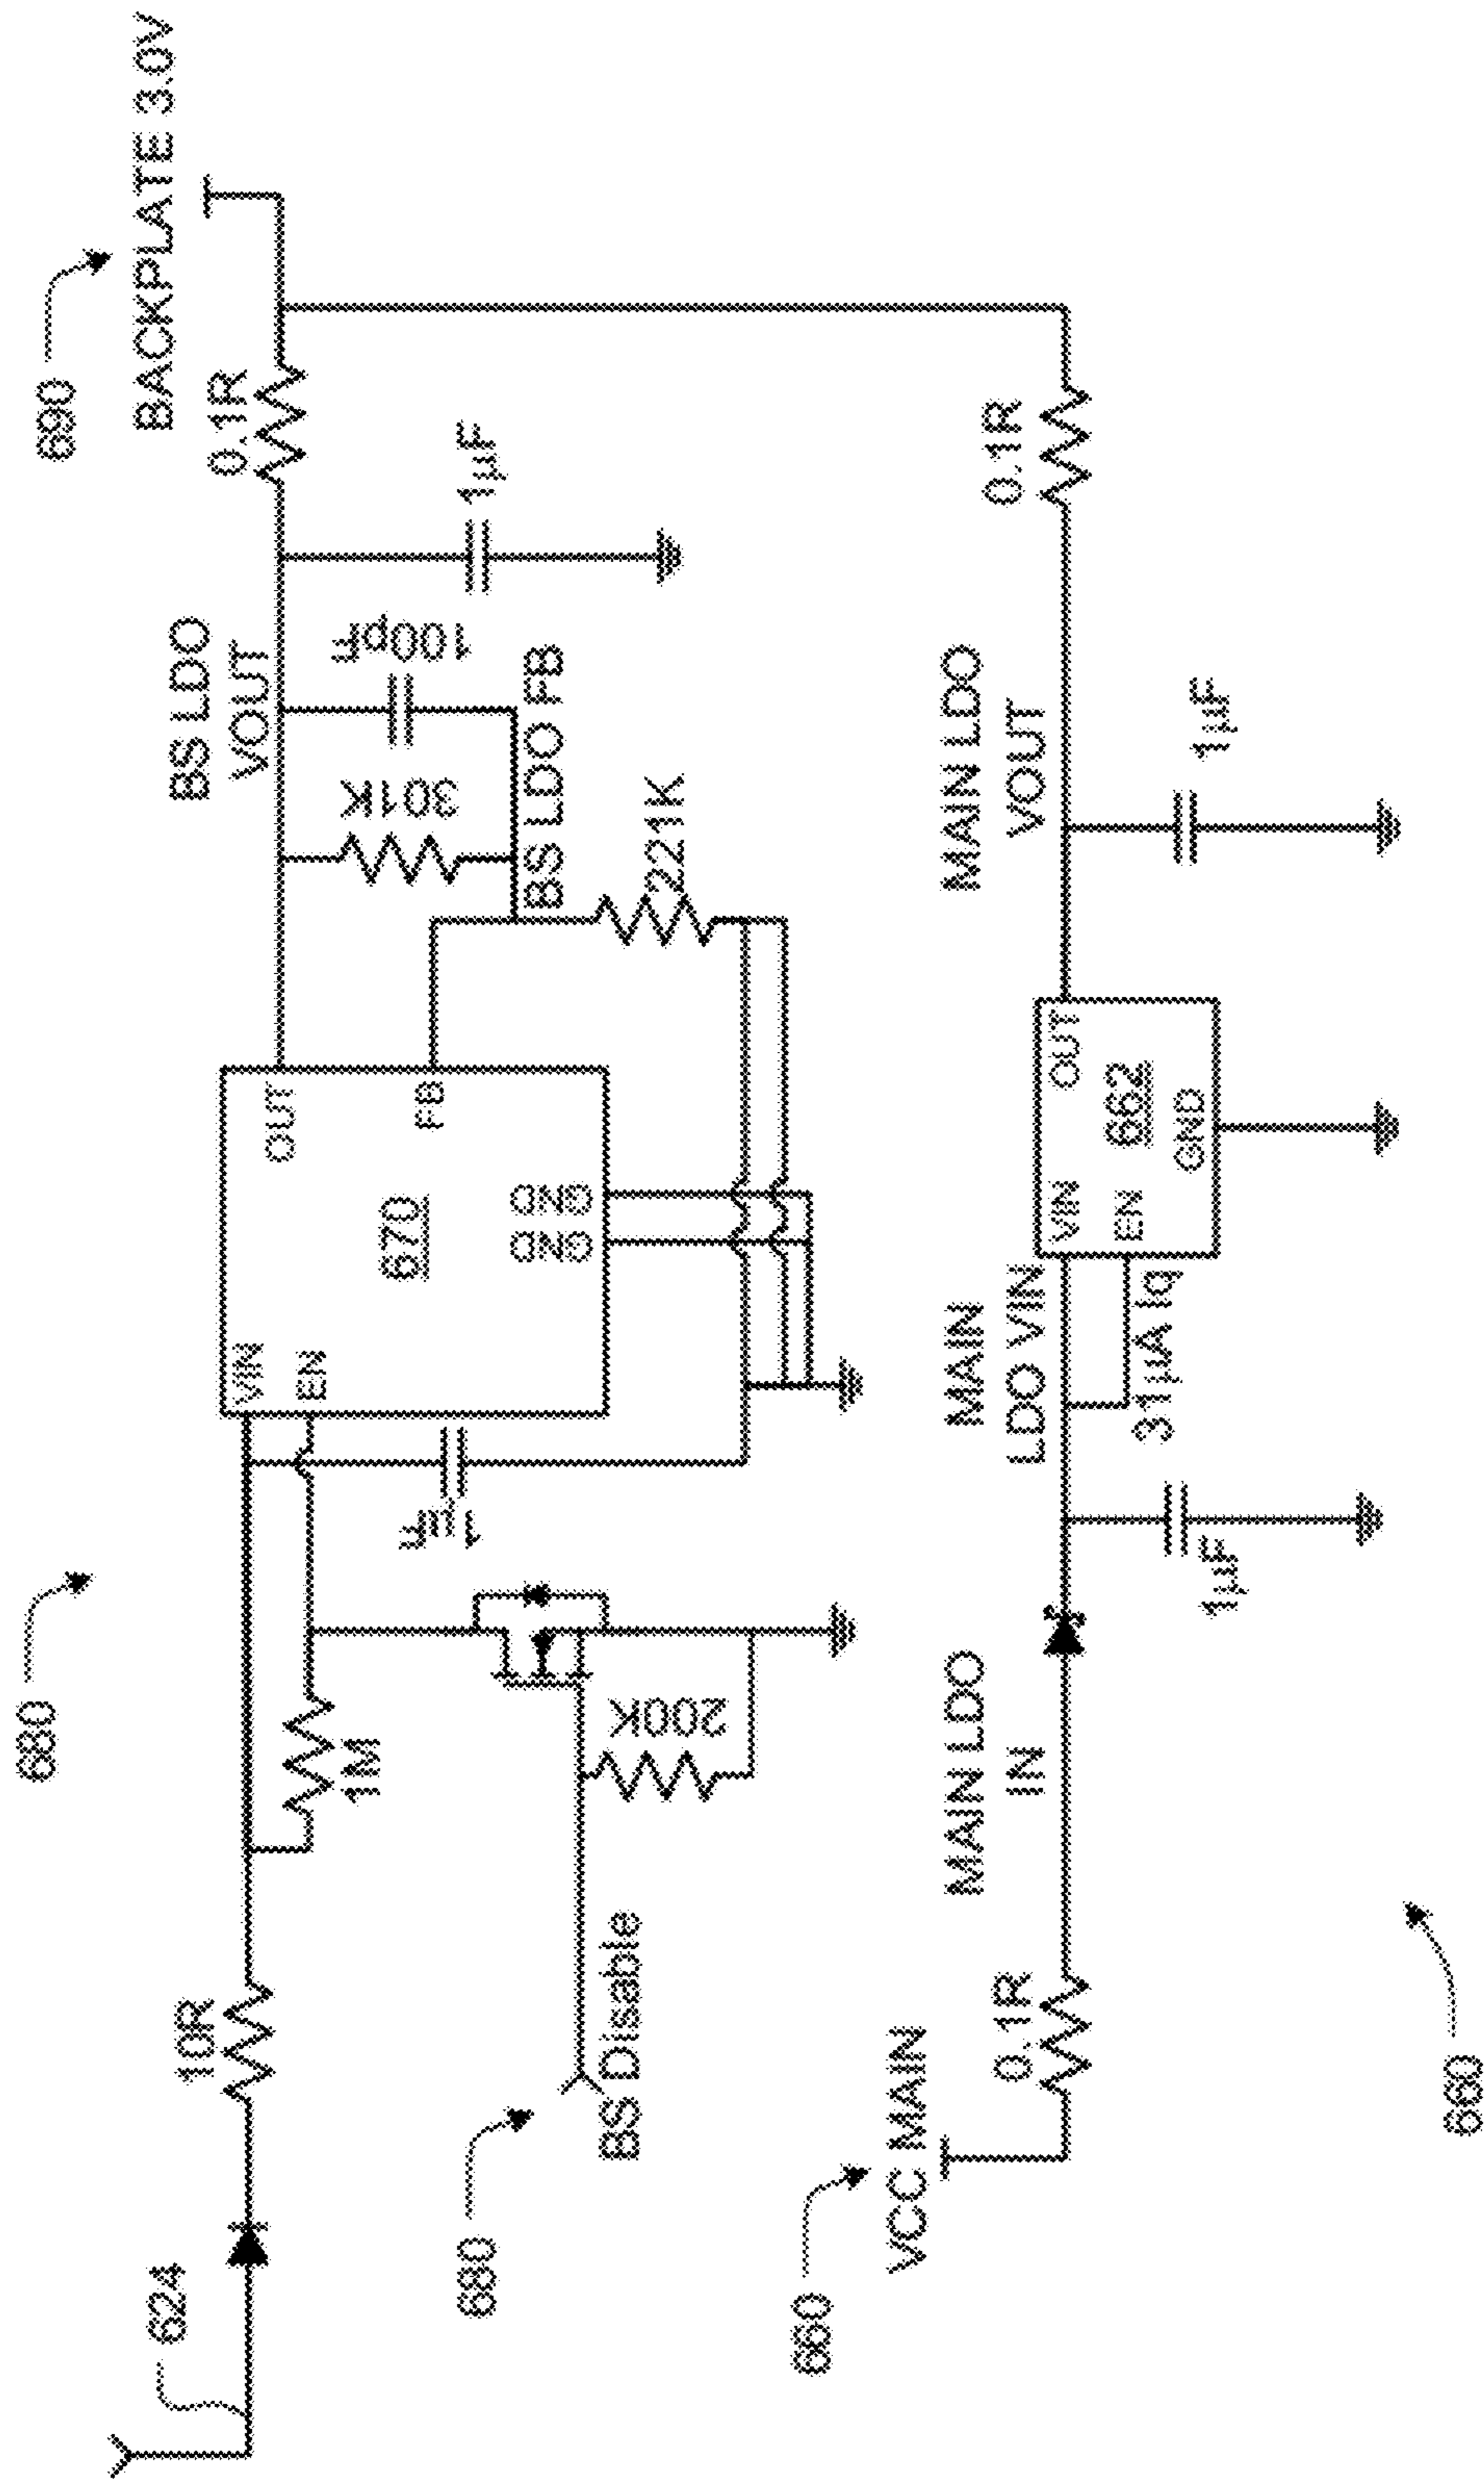 680
690
BACKPLATE 3.0V
624
10R
1M
VIN
EN
OUT
FB
GND
GND
670
1µF
BS LDO
VOUT
0.1R
301K
100pF
1µF
BS LDO FB
221K
200K
680
BS Disable
660
VCC MAIN
0.1R
MAIN LDO
IN
1µF
MAIN
LDO VIN
31µA Iq
VIN
EN
OUT
662
GND
MAIN LDO
VOUT
1µF
0.1R
660